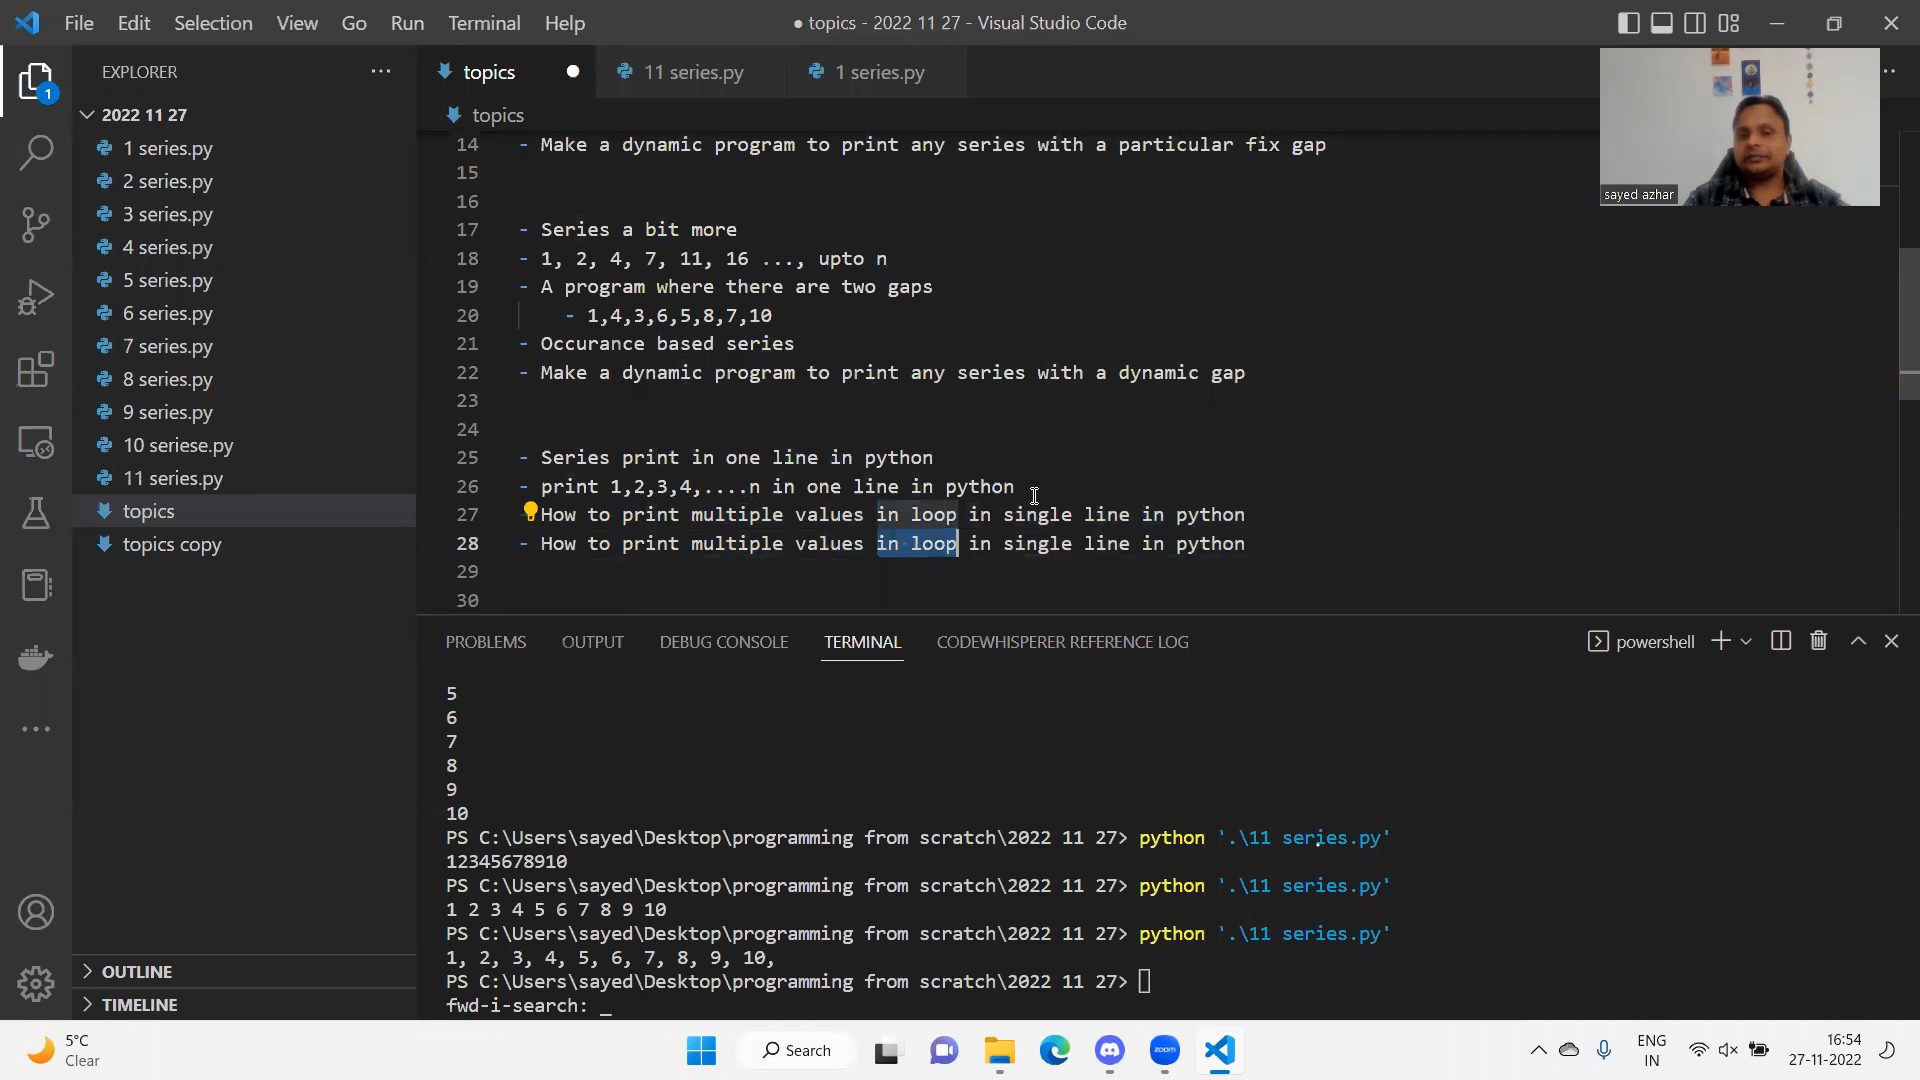 File Edit Selection View Go Run Terminal Help
● topics - 2022 11 27 - Visual Studio Code
EXPLORER
topics
11 series.py
1 series.py
sayed azhar
1
2022 11 27
1 series.py
2 series.py
3 series.py
4 series.py
5 series.py
6 series.py
7 series.py
8 series.py
9 series.py
10 seriese.py
11 series.py
topics
topics copy
OUTLINE
TIMELINE
topics
14 - Make a dynamic program to print any series with a particular fix gap
15
16
17 - Series a bit more
18 - 1, 2, 4, 7, 11, 16 ..., upto n
19 - A program where there are two gaps
20 - 1,4,3,6,5,8,7,10
21 - Occurance based series
22 - Make a dynamic program to print any series with a dynamic gap
23
24
25 - Series print in one line in python
26 - print 1,2,3,4,....n in one line in python
27 How to print multiple values in loop in single line in python
28 - How to print multiple values in loop in single line in python
29
30
PROBLEMS OUTPUT DEBUG CONSOLE TERMINAL CODEWHISPERER REFERENCE LOG
powershell
5
6
7
8
9
10
PS C:\Users\sayed\Desktop\programming from scratch\2022 11 27> python '.\11 series.py'
12345678910
PS C:\Users\sayed\Desktop\programming from scratch\2022 11 27> python '.\11 series.py'
1 2 3 4 5 6 7 8 9 10
PS C:\Users\sayed\Desktop\programming from scratch\2022 11 27> python '.\11 series.py'
1, 2, 3, 4, 5, 6, 7, 8, 9, 10,
PS C:\Users\sayed\Desktop\programming from scratch\2022 11 27>
fwd-i-search: _
5°C
Clear
Search
zoom
ENG
IN
16:54
27-11-2022